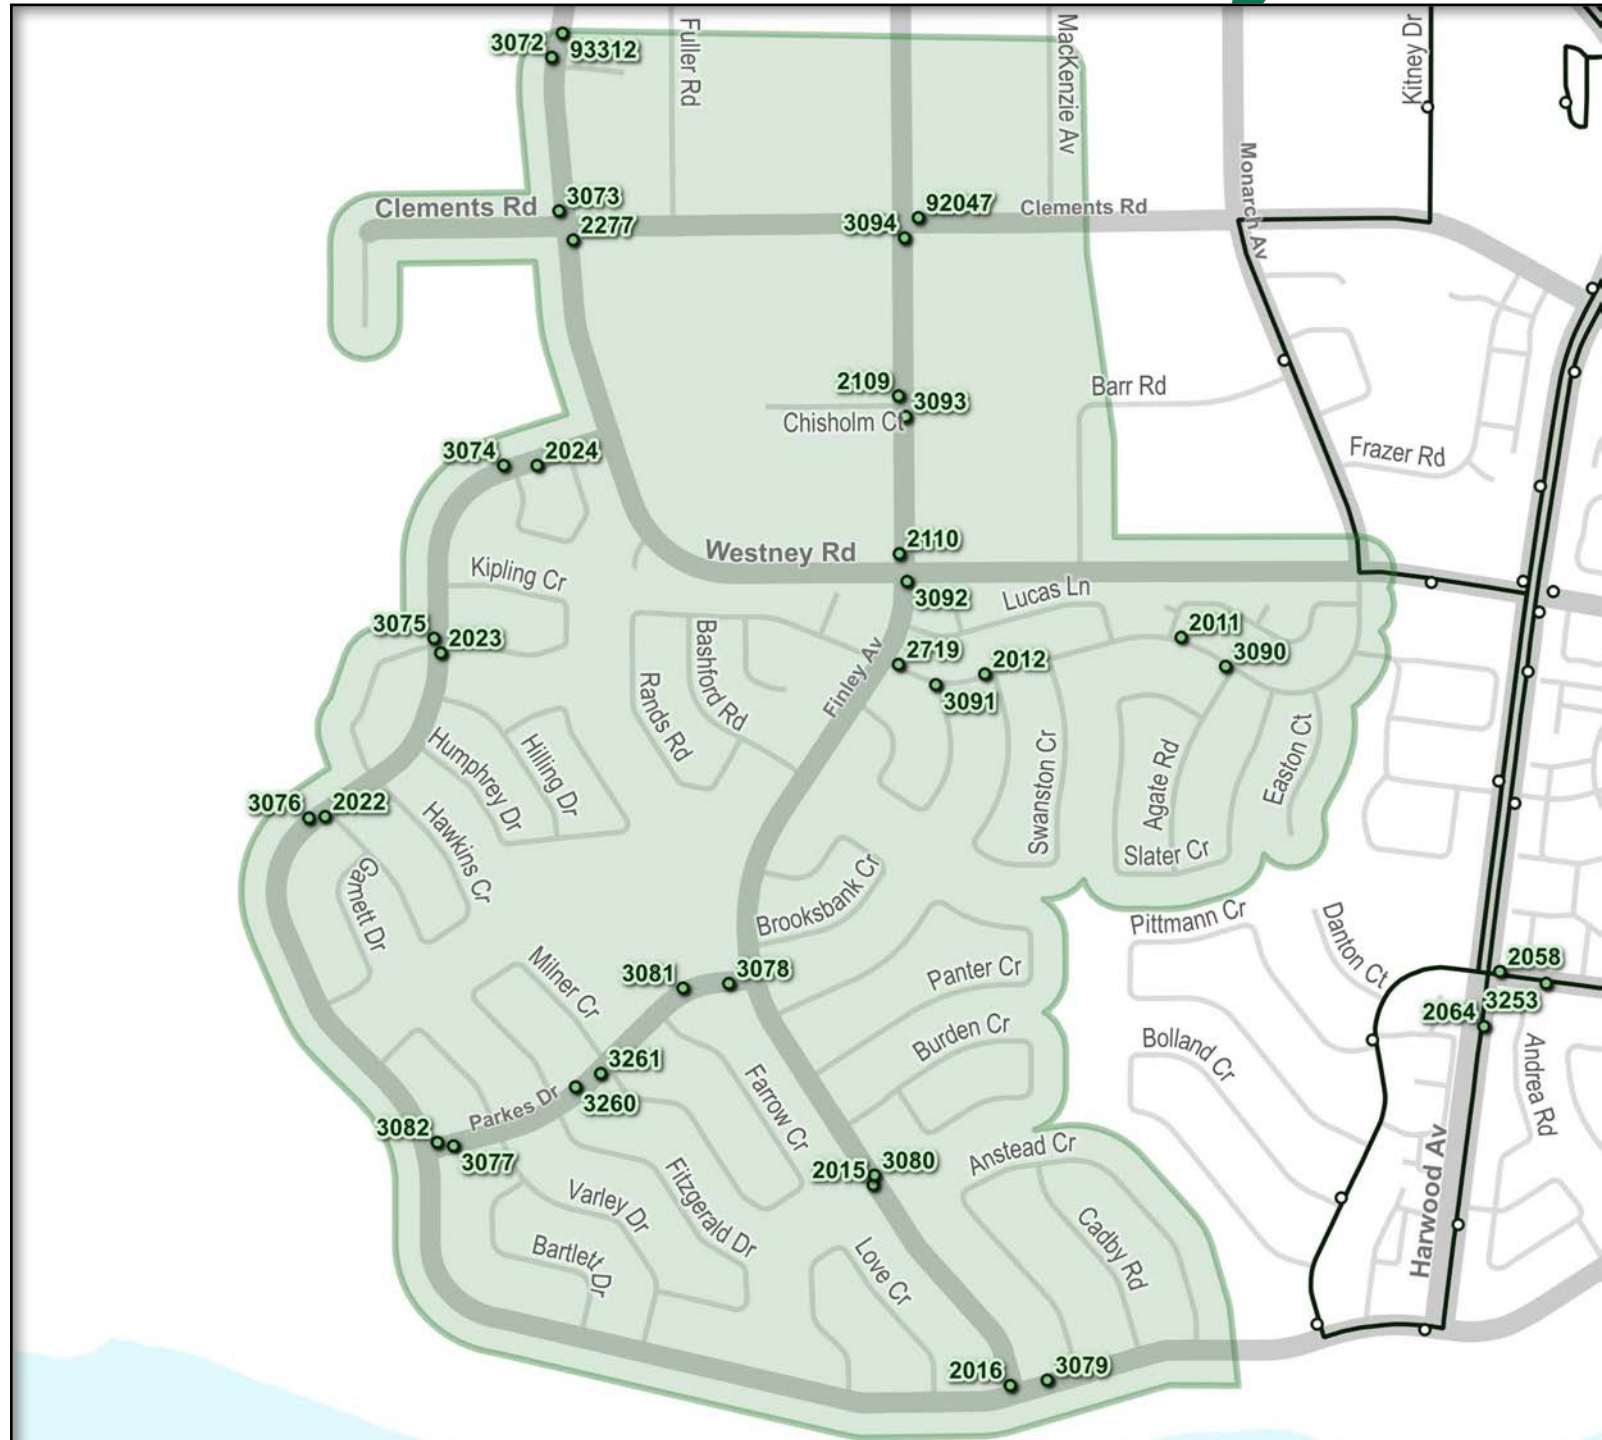 3072
93312
Fuller Rd
MacKenzie Av
Kitney Dr
Monarch Av
Clements Rd
3073
2277
3094
92047
Clements Rd
2109
3093
Chisholm Ct
Barr Rd
Frazer Rd
3074
2024
Kipling Cr
Westney Rd
2110
3092
Lucas Ln
3075
2023
Bashford Rd
Rands Rd
Finley Av
2719
2012
3091
2011
3090
Humphrey Dr
Hilling Dr
Swanston Cr
Agate Rd
Easton Ct
3076
2022
Hawkins Cr
Garnett Dr
Slater Cr
Brooksbank Cr
Pittmann Cr
Danton Ct
Milner Cr
3081
3078
Panter Cr
2058
3253
2064
Burden Cr
Bolland Cr
Andrea Rd
3261
3260
Farrow Cr
Parkes Dr
3082
3077
Anstead Cr
2015
3080
Harwood Av
Fitzgerald Dr
Varley Dr
Bartlett Dr
Love Cr
Cadby Rd
2016
3079